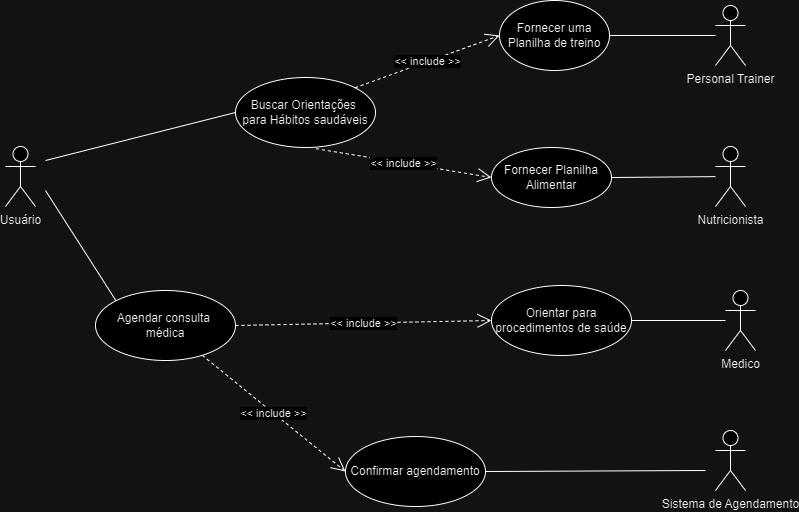 Fornecer uma
Planilha de treino
<< include >>
Personal Trainer
Buscar Orientações
para Hábitos saudáveis
<< include >>
Fornecer Planilha
Alimentar
Usuário
Nutricionista
Agendar consulta
médica
<< include >>
Orientar para
procedimentos de saúde
Medico
<< include >>
Confirmar agendamento
Sistema de Agendamento